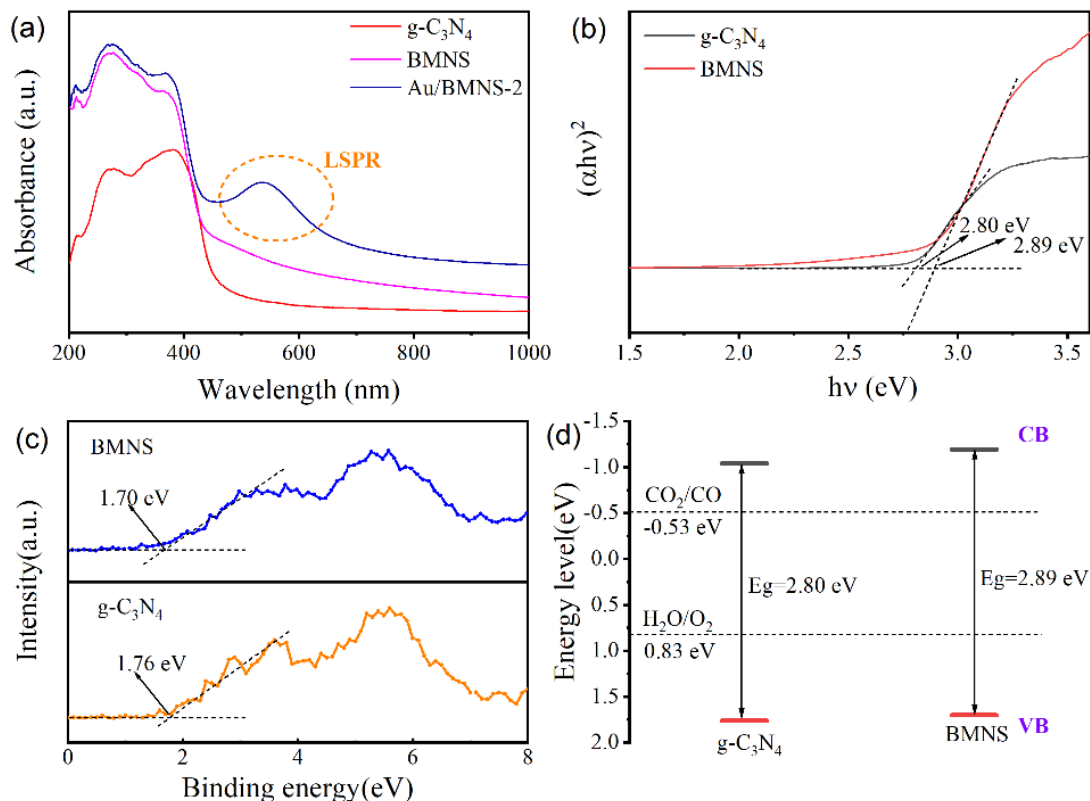 (a)
g-C₃N₄
BMNS
Au/BMNS-2
LSPR
Absorbance (a.u.)
200 400 600 800 1000
Wavelength (nm)
(b)
g-C₃N₄
BMNS
(αhν)²
2.80 eV
2.89 eV
1.5 2.0 2.5 3.0 3.5
hν (eV)
(c)
BMNS
1.70 eV
g-C₃N₄
1.76 eV
Intensity(a.u.)
0 2 4 6 8
Binding energy(eV)
(d)
Energy level(eV)
-1.5
-1.0
-0.5
0.0
0.5
1.0
1.5
2.0
CB
CO₂/CO
-0.53 eV
Eg=2.80 eV
Eg=2.89 eV
H₂O/O₂
0.83 eV
g-C₃N₄
BMNS
VB